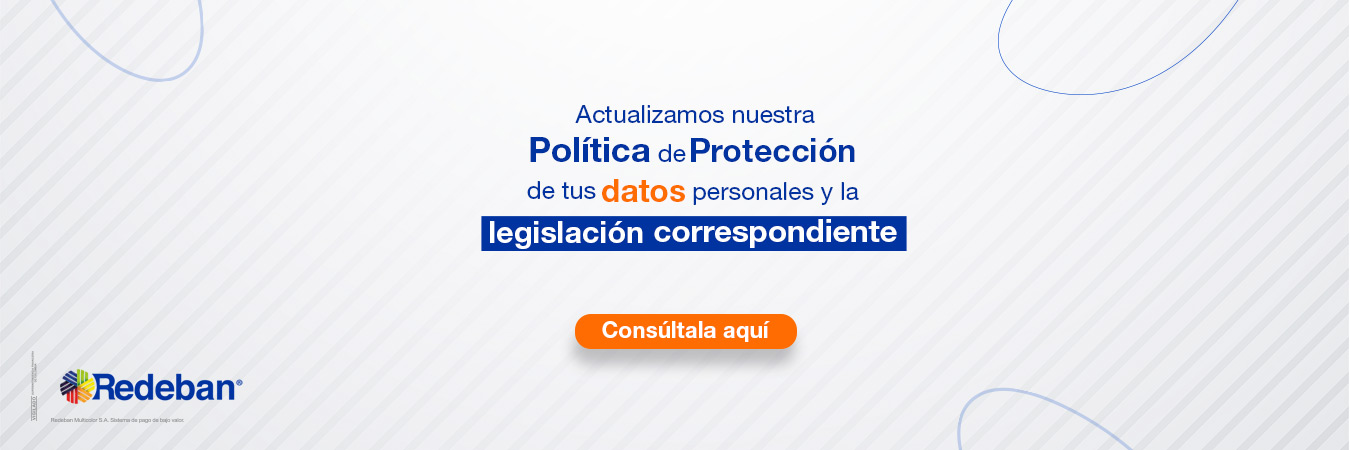 Actualizamos nuestra
Política de Protección
de tus datos personales y la
legislación correspondiente
Consúltala aquí
Redeban®
Redeban Multicolor S.A. Sistema de pago de bajo valor.
VIGILADO